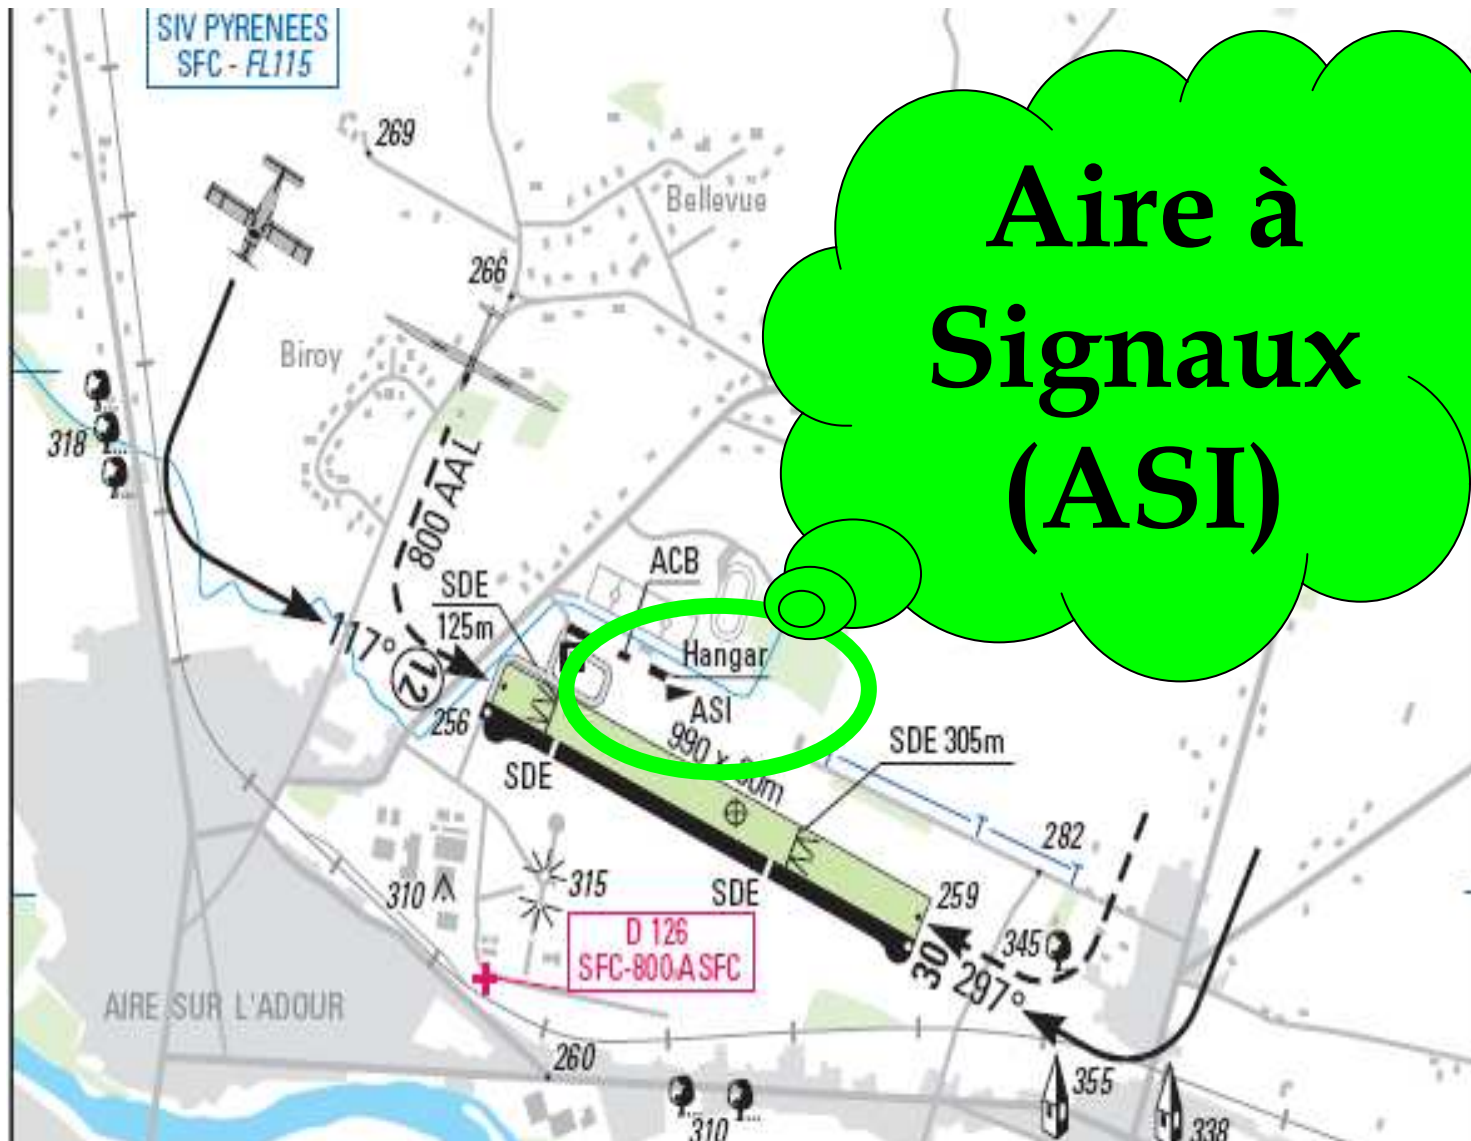 SIV PYRENEES
SFC - FL115
269
Bellevue
266
Biroy
318
800 AAL
Aire à
Signaux
(ASI)
ACB
SDE
125m
117°
12
Hangar
P
ASI
256
990 x
SDE 305m
SDE
282
310
315
SDE
259
D 126
SFC-800 ASFC
345
30
297°
AIRE SUR L'ADOUR
260
355
310
338